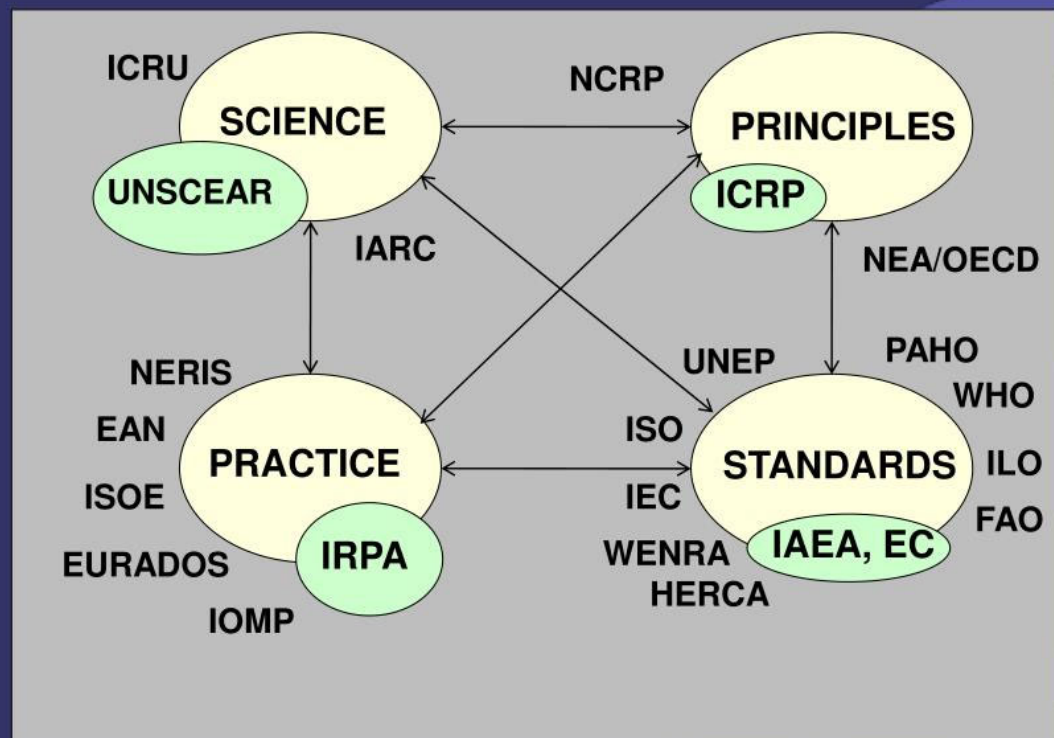 ICRU
NCRP
SCIENCE
PRINCIPLES
UNSCEAR
ICRP
IARC
NEA/OECD
PAHO
UNEP
NERIS
WHO
EAN
ISO
PRACTICE
STANDARDS
ILO
ISOE
IEC
FAO
IRPA
IAEA, EC
WENRA
EURADOS
HERCA
IOMP